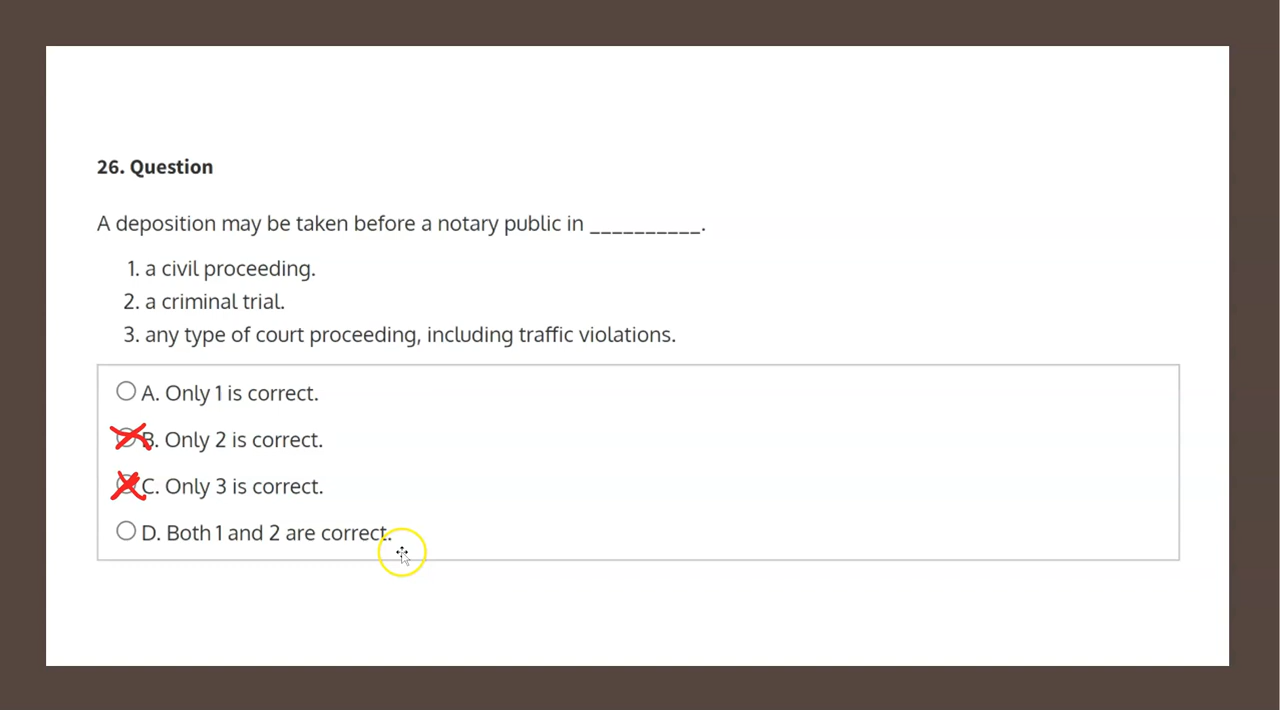 26. Question
A deposition may be taken before a notary public in __________.
1. a civil proceeding.
2. a criminal trial.
3. any type of court proceeding, including traffic violations.
A. Only 1 is correct.
B. Only 2 is correct.
C. Only 3 is correct.
D. Both 1 and 2 are correct.